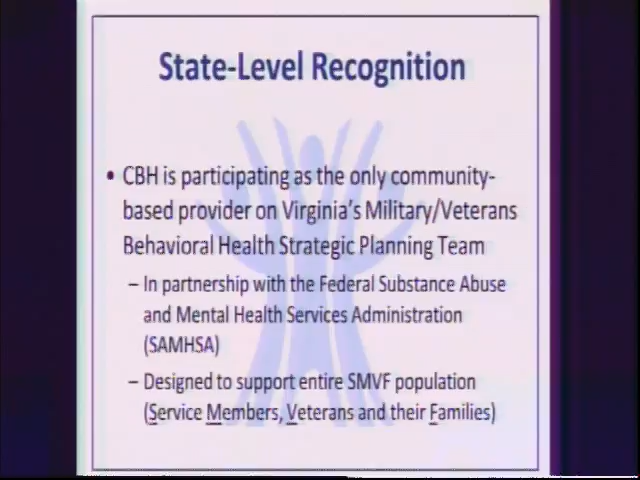 State-Level Recognition
• CBH is participating as the only community-
based provider on Virginia's Military/Veterans
Behavioral Health Strategic Planning Team
– In partnership with the Federal Substance Abuse
and Mental Health Services Administration
(SAMHSA)
– Designed to support entire SMVF population
(Service Members, Veterans and their Families)